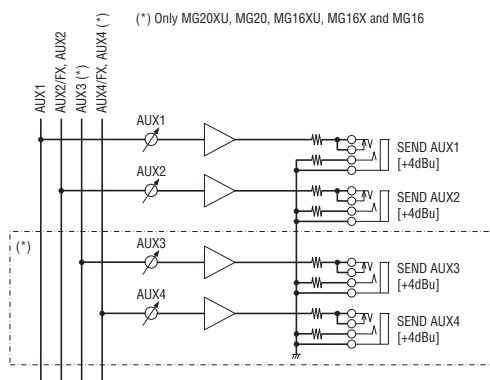 (*) Only MG20XU, MG20, MG16XU, MG16X and MG16
AUX1
AUX2/FX, AUX2
AUX3 (*)
AUX4/FX, AUX4 (*)
AUX1
SEND AUX1
[+4dBu]
AUX2
SEND AUX2
[+4dBu]
(*)
AUX3
SEND AUX3
[+4dBu]
AUX4
SEND AUX4
[+4dBu]